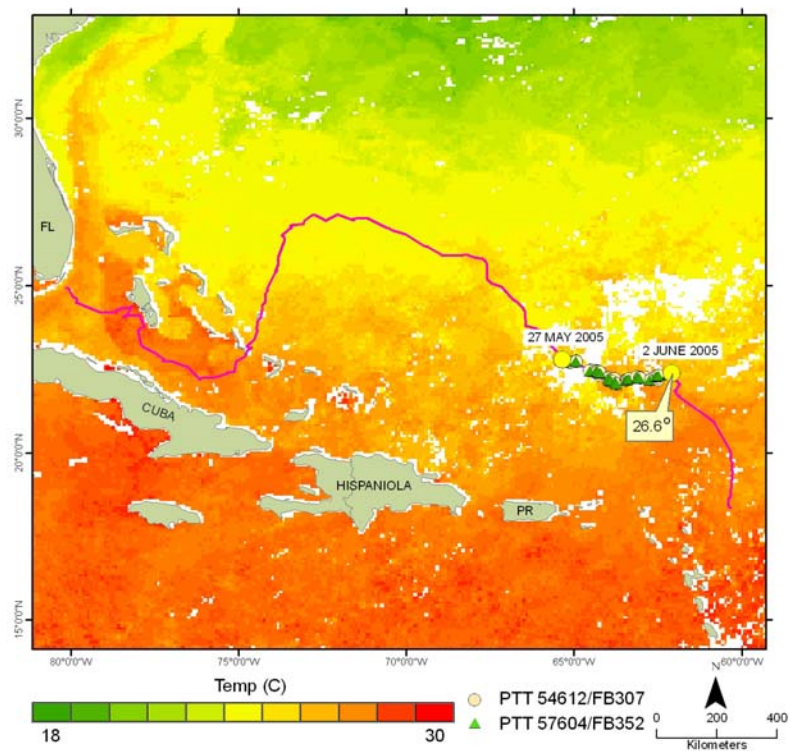 30°0'0"N
25°0'0"N
20°0'0"N
15°0'0"N
FL
27 MAY 2005
2 JUNE 2005
26.6°
CUBA
HISPANIOLA
PR
80°0'0"W
75°0'0"W
70°0'0"W
65°0'0"W
60°0'0"W
Temp (C)
18
30
PTT 54612/FB307
PTT 57604/FB352
N
0 200 400
Kilometers